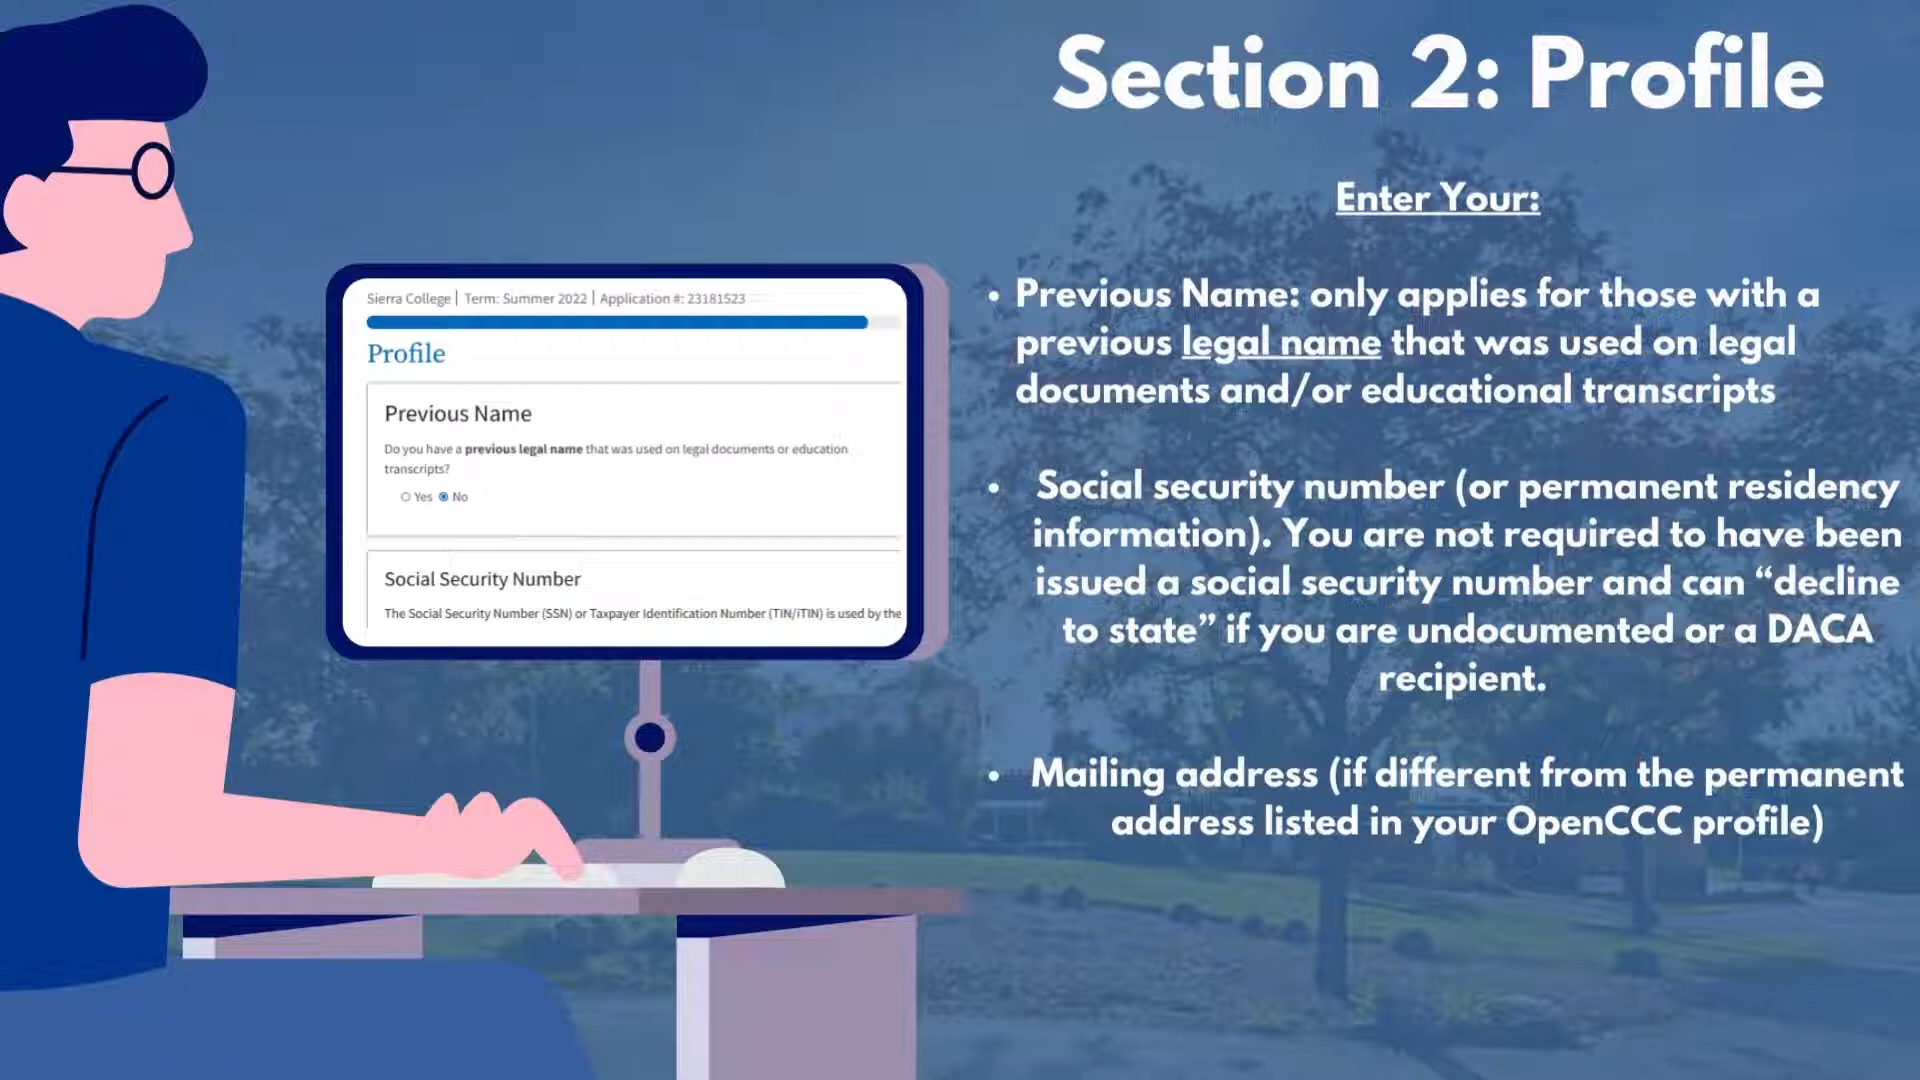 Section 2: Profile
Enter Your:
• Previous Name: only applies for those with a
previous legal name that was used on legal
documents and/or educational transcripts
• Social security number (or permanent residency
information). You are not required to have been
issued a social security number and can “decline
to state” if you are undocumented or a DACA
recipient.
• Mailing address (if different from the permanent
address listed in your OpenCCC profile)
Sierra College | Term: Summer 2022 | Application #: 23181523
Profile
Previous Name
Do you have a previous legal name that was used on legal documents or education
transcripts?
Yes No
Social Security Number
The Social Security Number (SSN) or Taxpayer Identification Number (TIN/iTIN) is used by the